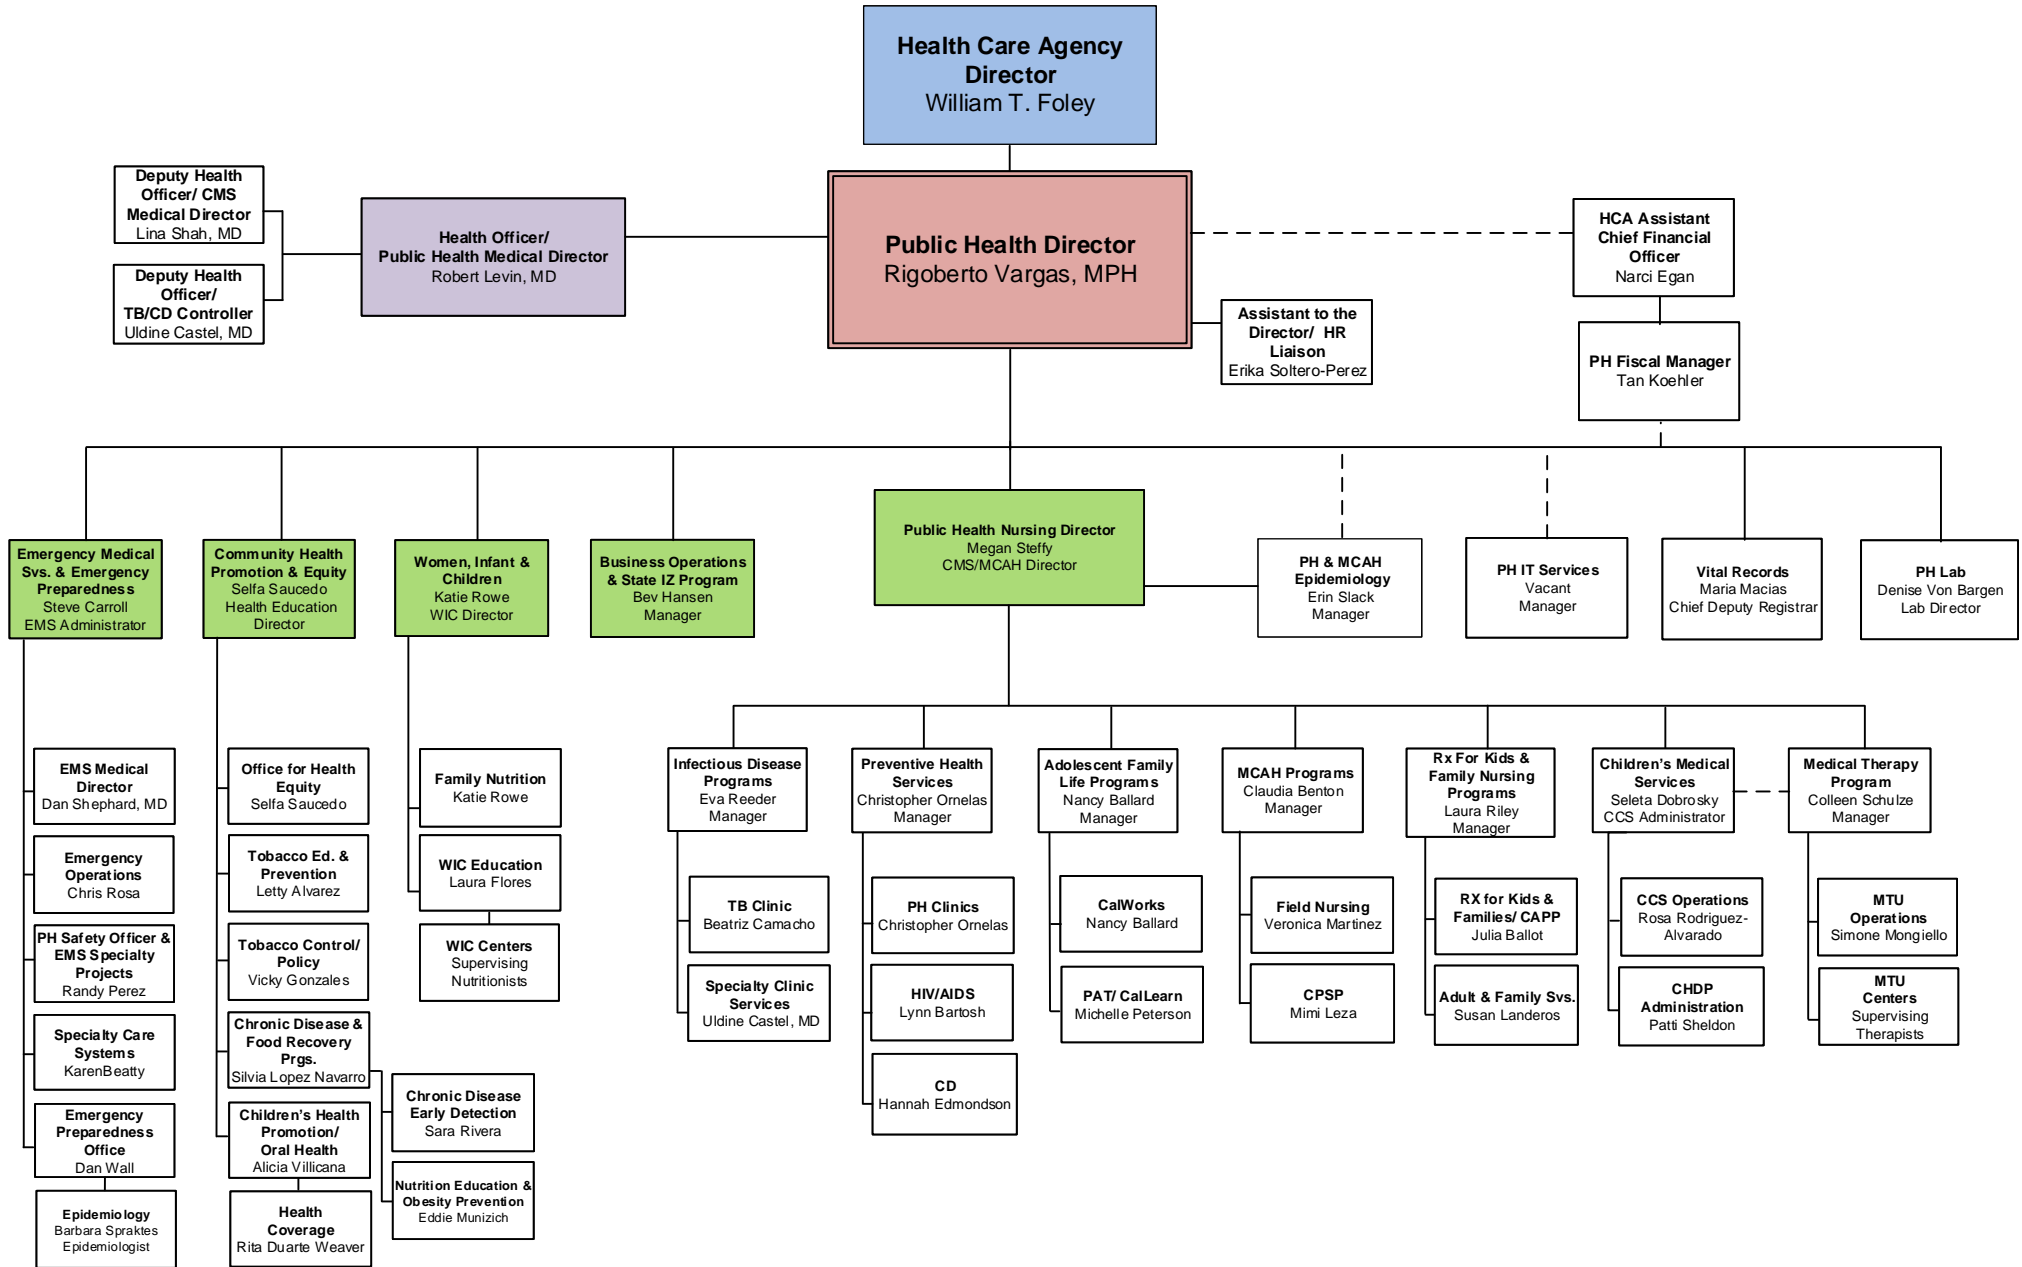 Health Care Agency
Director
William T. Foley
Deputy Health
Officer/ CMS
Medical Director
Lina Shah, MD
Deputy Health
Officer/
TB/CD Controller
Uldine Castel, MD
Health Officer/
Public Health Medical Director
Robert Levin, MD
Public Health Director
Rigoberto Vargas, MPH
HCA Assistant
Chief Financial
Officer
Narci Egan
Assistant to the
Director/ HR
Liaison
Erika Soltero-Perez
PH Fiscal Manager
Tan Koehler
Emergency Medical
Svs. & Emergency
Preparedness
Steve Carroll
EMS Administrator
Community Health
Promotion & Equity
Selfa Saucedo
Health Education
Director
Women, Infant &
Children
Katie Rowe
WIC Director
Business Operations
& State IZ Program
Bev Hansen
Manager
Public Health Nursing Director
Megan Steffy
CMS/MCAH Director
PH & MCAH
Epidemiology
Erin Slack
Manager
PH IT Services
Vacant
Manager
Vital Records
Maria Macias
Chief Deputy Registrar
PH Lab
Denise Von Bargen
Lab Director
EMS Medical
Director
Dan Shephard, MD
Emergency
Operations
Chris Rosa
PH Safety Officer &
EMS Specialty
Projects
Randy Perez
Specialty Care
Systems
KarenBeatty
Emergency
Preparedness
Office
Dan Wall
Epidemiology
Barbara Spraktes
Epidemiologist
Office for Health
Equity
Selfa Saucedo
Tobacco Ed. &
Prevention
Letty Alvarez
Tobacco Control/
Policy
Vicky Gonzales
Chronic Disease &
Food Recovery
Prgs.
Silvia Lopez Navarro
Children's Health
Promotion/
Oral Health
Alicia Villicana
Health
Coverage
Rita Duarte Weaver
Chronic Disease
Early Detection
Sara Rivera
Nutrition Education &
Obesity Prevention
Eddie Munizich
Family Nutrition
Katie Rowe
WIC Education
Laura Flores
WIC Centers
Supervising
Nutritionists
Infectious Disease
Programs
Eva Reeder
Manager
TB Clinic
Beatriz Camacho
Specialty Clinic
Services
Uldine Castel, MD
Preventive Health
Services
Christopher Ornelas
Manager
PH Clinics
Christopher Ornelas
HIV/AIDS
Lynn Bartosh
CD
Hannah Edmondson
Adolescent Family
Life Programs
Nancy Ballard
Manager
CalWorks
Nancy Ballard
PAT/ CalLearn
Michelle Peterson
MCAH Programs
Claudia Benton
Manager
Field Nursing
Veronica Martinez
CPSP
Mimi Leza
Rx For Kids &
Family Nursing
Programs
Laura Riley
Manager
RX for Kids &
Families/ CAPP
Julia Ballot
Adult & Family Svs.
Susan Landeros
Children's Medical
Services
Seleta Dobrosky
CCS Administrator
CCS Operations
Rosa Rodriguez-
Alvarado
CHDP
Administration
Patti Sheldon
Medical Therapy
Program
Colleen Schulze
Manager
MTU
Operations
Simone Mongiello
MTU
Centers
Supervising
Therapists